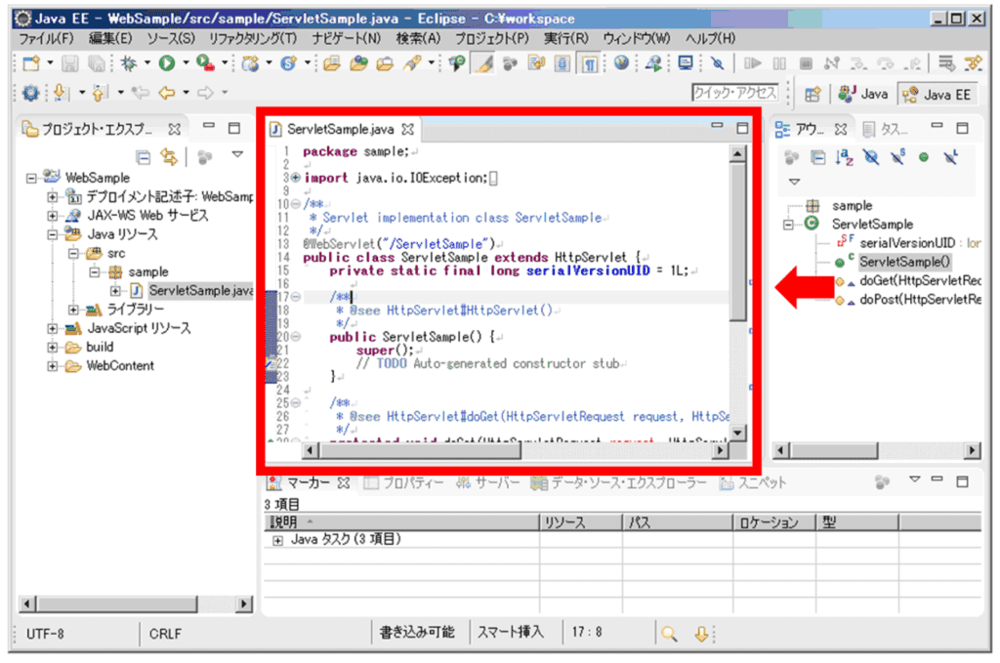 Java EE - WebSample/src/sample/ServletSample.java - Eclipse - C:¥workspace
ファイル(F) 編集(E) ソース(S) リファクタリング(T) ナビゲート(N) 検索(A) プロジェクト(P) 実行(R) ウィンドウ(W) ヘルプ(H)
クイック・アクセス
Java
Java EE
プロジェクト・エクスプ...
WebSample
デプロイメント記述子: WebSamp
JAX-WS Web サービス
Java リソース
src
sample
ServletSample.java
ライブラリー
JavaScript リソース
build
WebContent
ServletSample.java
1 package sample;
2
3 import java.io.IOException;
9
10 /**
11 * Servlet implementation class ServletSample
12 */
13 @WebServlet("/ServletSample")
14 public class ServletSample extends HttpServlet {
15 private static final long serialVersionUID = 1L;
16
17 /**
18 * @see HttpServlet#HttpServlet()
19 */
20 public ServletSample() {
21 super();
22 // TODO Auto-generated constructor stub
23 }
24
25 /**
26 * @see HttpServlet#doGet(HttpServletRequest request, HttpSe
27 */
アウ...
タス...
sample
ServletSample
serialVersionUID : lor
ServletSample()
doGet(HttpServletRec
doPost(HttpServletRe
マーカー プロパティー サーバー データ・ソース・エクスプローラー スニペット
3 項目
説明 リソース パス ロケーション 型
Java タスク (3 項目)
UTF-8 CRLF 書き込み可能 スマート挿入 17 : 8